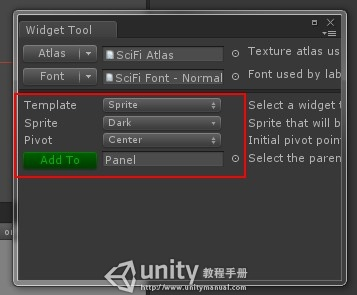 Widget Tool
Atlas SciFi Atlas Texture atlas us
Font SciFi Font - Normal Font used by lab
Template Sprite Select a widget t
Sprite Dark Sprite that will b
Pivot Center Initial pivot poin
Add To Panel Select the paren
unity 教程手册
http://www.unitymanual.com